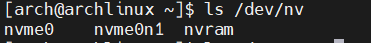 [arch@archlinux ~]$ ls /dev/nv
nvme0    nvme0n1  nvram